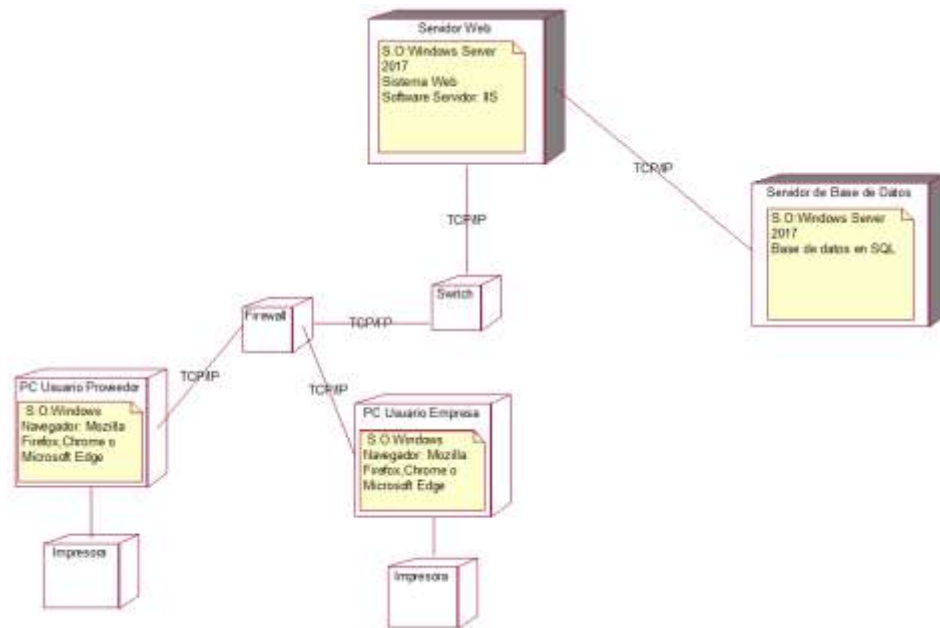 Servidor Web
S.O:Windows Server
2017
Sistema Web
Software Servidor: IIS
TCP/IP
Servidor de Base de Datos
S.O:Windows Server
2017
Base de datos en SQL
TCP/IP
Switch
Firewall
TCP/IP
TCP/IP
TCP/IP
PC Usuario Proveedor
S.O:Windows
Navegador: Mozilla
Firefox,Chrome o
Microsoft Edge
PC Usuario Empresa
S.O:Windows
Navegador: Mozilla
Firefox,Chrome o
Microsoft Edge
Impresora
Impresora